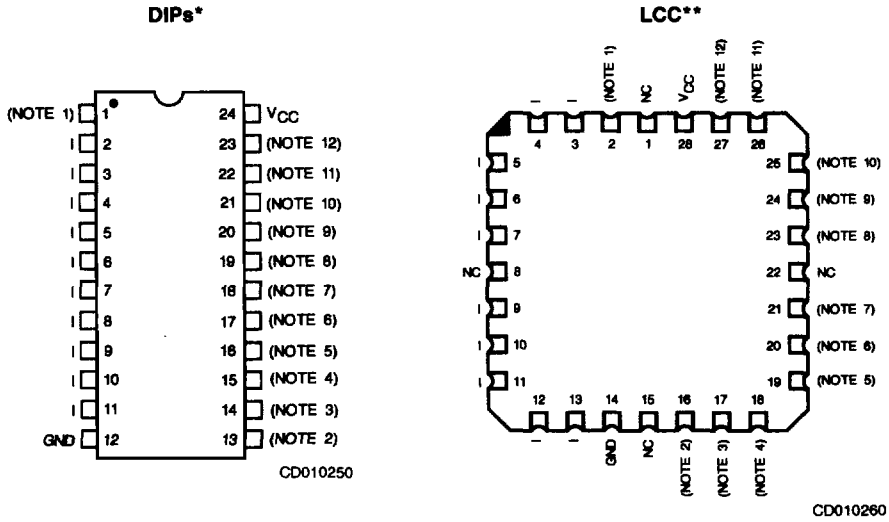 DIPs*
(NOTE 1) 1 24 VCC
I 2 23 (NOTE 12)
I 3 22 (NOTE 11)
I 4 21 (NOTE 10)
I 5 20 (NOTE 9)
I 6 19 (NOTE 8)
I 7 18 (NOTE 7)
I 8 17 (NOTE 6)
I 9 16 (NOTE 5)
I 10 15 (NOTE 4)
I 11 14 (NOTE 3)
GND 12 13 (NOTE 2)
CD010250
LCC**
I I (NOTE 1) NC VCC (NOTE 12) (NOTE 11)
4 3 2 1 28 27 26
I 5 25 (NOTE 10)
I 6 24 (NOTE 9)
I 7 23 (NOTE 8)
NC 8 22 NC
I 9 21 (NOTE 7)
I 10 20 (NOTE 6)
I 11 19 (NOTE 5)
12 13 14 15 16 17 18
I I GND NC (NOTE 2) (NOTE 3) (NOTE 4)
CD010260